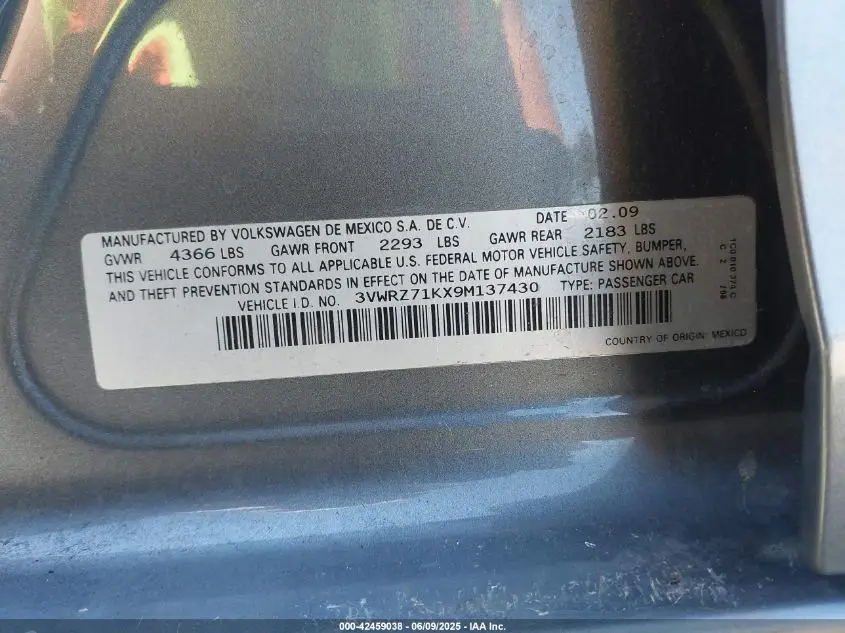 MANUFACTURED BY VOLKSWAGEN DE MEXICO S.A. DE C.V. DATE 02.09
GVWR 4366 LBS GAWR FRONT 2293 LBS GAWR REAR 2183 LBS
THIS VEHICLE CONFORMS TO ALL APPLICABLE U.S. FEDERAL MOTOR VEHICLE SAFETY, BUMPER,
AND THEFT PREVENTION STANDARDS IN EFFECT ON THE DATE OF MANUFACTURE SHOWN ABOVE.
VEHICLE I D. NO. 3VWRZ71KX9M137430 TYPE: PASSENGER CAR
COUNTRY OF ORIGIN: MEXICO
000-42459038 - 06/09/2025 - IAA Inc.